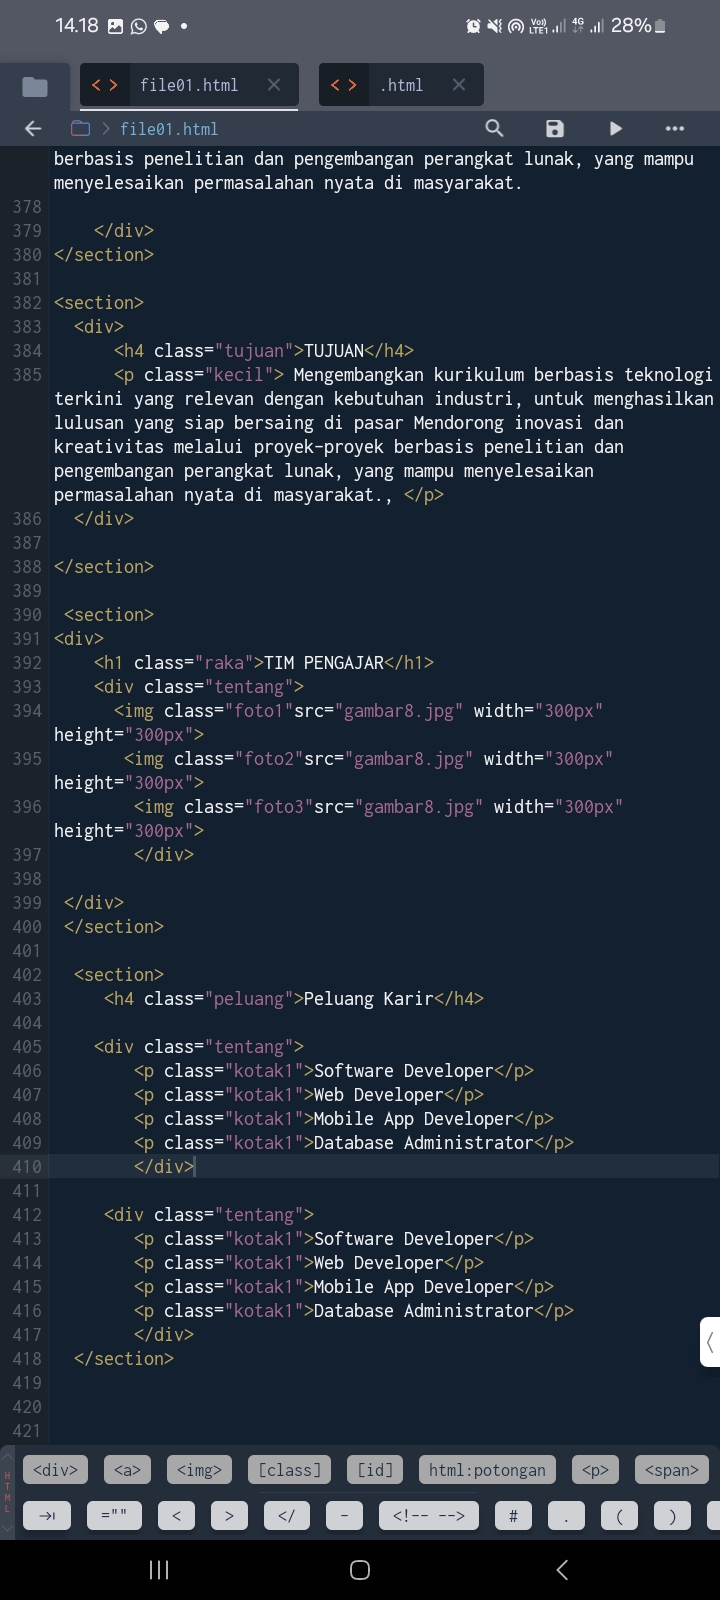 14.18
Vo))
LTE1
4G
28%
< > file01.html ×
< > .html ×
file01.html
berbasis penelitian dan pengembangan perangkat lunak, yang mampu
menyelesaikan permasalahan nyata di masyarakat.
378
379 </div>
380 </section>
381
382 <section>
383 <div>
384 <h4 class="tujuan">TUJUAN</h4>
385 <p class="kecil"> Mengembangkan kurikulum berbasis teknologi
terkini yang relevan dengan kebutuhan industri, untuk menghasilkan
lulusan yang siap bersaing di pasar Mendorong inovasi dan
kreativitas melalui proyek-proyek berbasis penelitian dan
pengembangan perangkat lunak, yang mampu menyelesaikan
permasalahan nyata di masyarakat., </p>
386 </div>
387
388 </section>
389
390 <section>
391 <div>
392 <h1 class="raka">TIM PENGAJAR</h1>
393 <div class="tentang">
394 <img class="foto1"src="gambar8.jpg" width="300px"
height="300px">
395 <img class="foto2"src="gambar8.jpg" width="300px"
height="300px">
396 <img class="foto3"src="gambar8.jpg" width="300px"
height="300px">
397 </div>
398
399 </div>
400 </section>
401
402 <section>
403 <h4 class="peluang">Peluang Karir</h4>
404
405 <div class="tentang">
406 <p class="kotak1">Software Developer</p>
407 <p class="kotak1">Web Developer</p>
408 <p class="kotak1">Mobile App Developer</p>
409 <p class="kotak1">Database Administrator</p>
410 </div>
411
412 <div class="tentang">
413 <p class="kotak1">Software Developer</p>
414 <p class="kotak1">Web Developer</p>
415 <p class="kotak1">Mobile App Developer</p>
416 <p class="kotak1">Database Administrator</p>
417 </div>
418 </section>
419
420
421
HTML
<div> <a> <img> [class] [id] html:potongan <p> <span>
="" < > </ - <!-- --> # . ( )